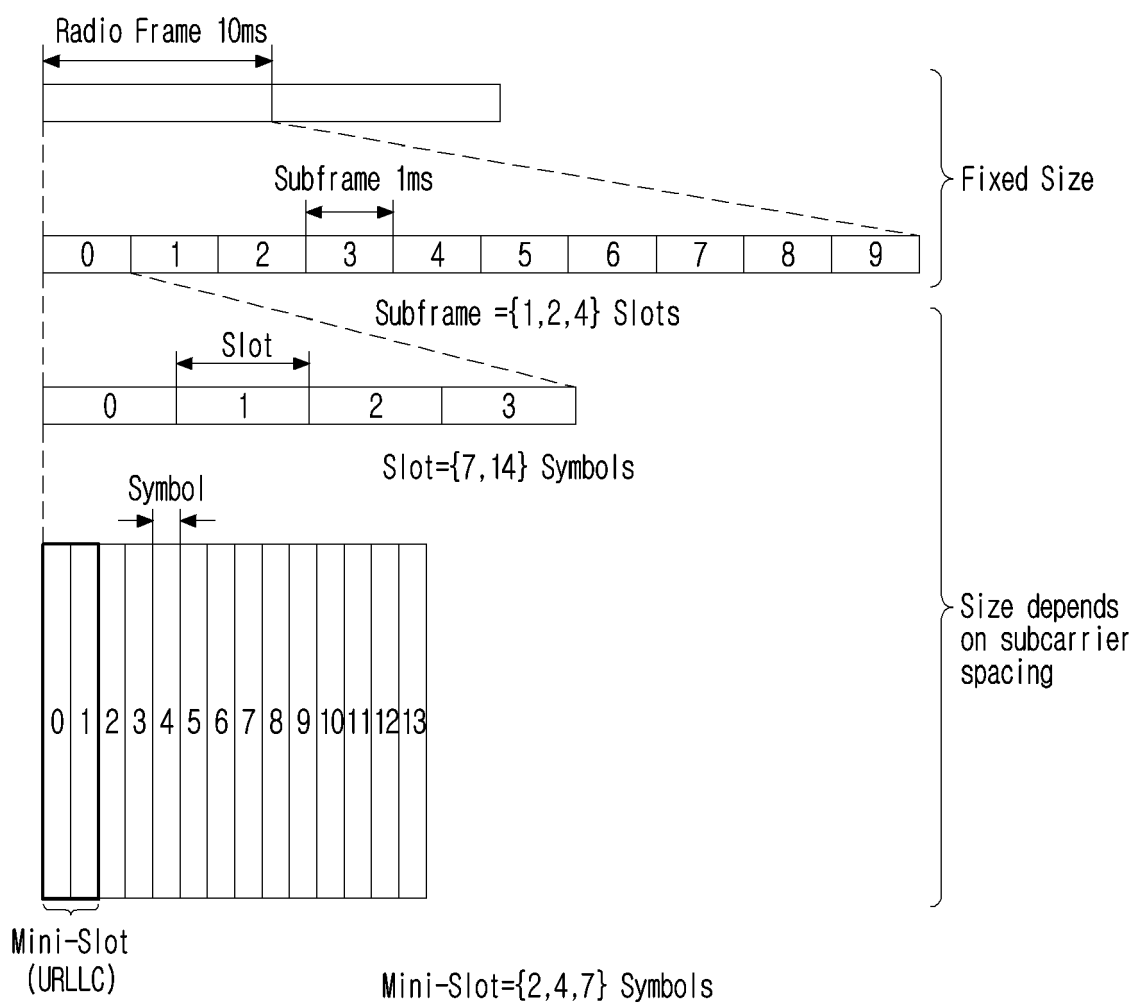 Radio Frame 10ms
Subframe 1ms
Fixed Size
0 1 2 3 4 5 6 7 8 9
Subframe ={1,2,4} Slots
Slot
0 1 2 3
Slot={7,14} Symbols
Symbol
Size depends
on subcarrier
spacing
0 1 2 3 4 5 6 7 8 9 10 11 12 13
Mini-Slot
(URLLC)
Mini-Slot={2,4,7} Symbols